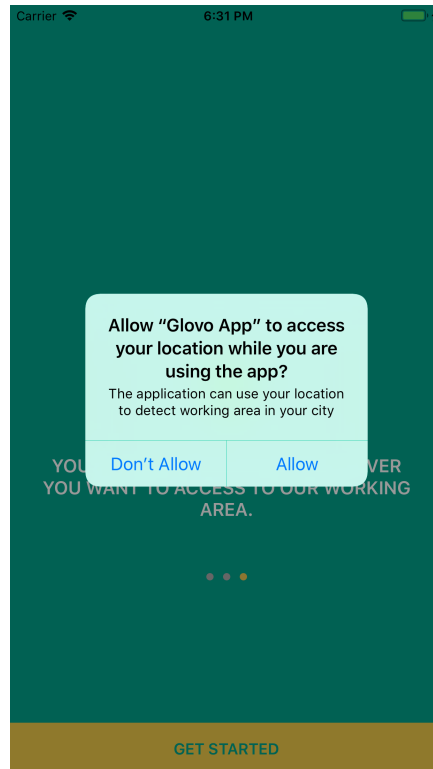 Carrier
6:31 PM
Allow “Glovo App” to access
your location while you are
using the app?
The application can use your location
to detect working area in your city
Don’t Allow
Allow
YOU VER
YOU WANT TO ACCESS TO OUR WORKING
AREA.
GET STARTED